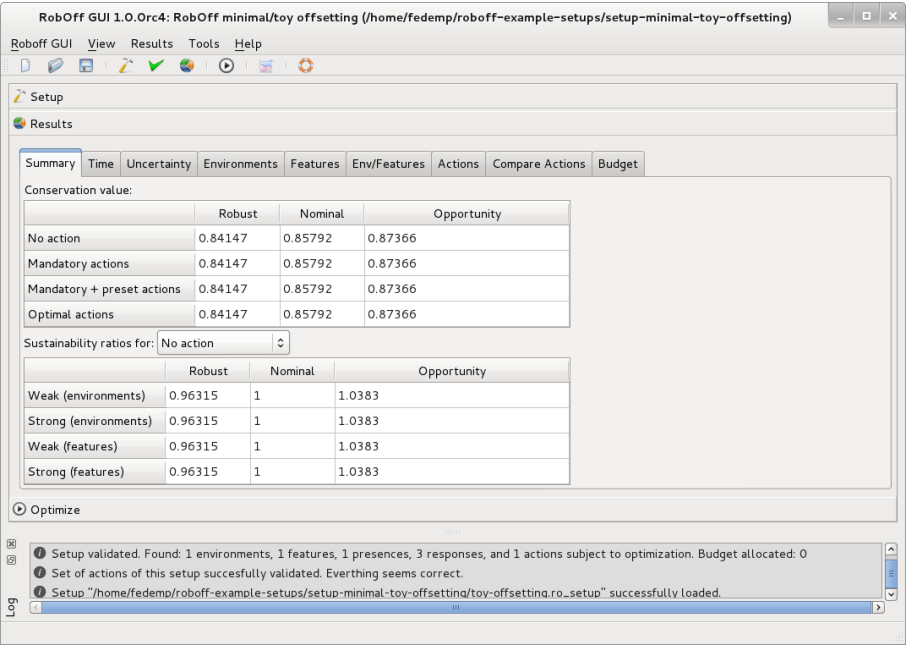 RobOff GUI 1.0.0rc4: RobOff minimal/toy offsetting (/home/fedemp/roboff-example-setups/setup-minimal-toy-offsetting)
Roboff GUI View Results Tools Help
Setup
Results
Summary Time Uncertainty Environments Features Env/Features Actions Compare Actions Budget
Conservation value:
Robust Nominal Opportunity
No action 0.84147 0.85792 0.87366
Mandatory actions 0.84147 0.85792 0.87366
Mandatory + preset actions 0.84147 0.85792 0.87366
Optimal actions 0.84147 0.85792 0.87366
Sustainability ratios for: No action
Robust Nominal Opportunity
Weak (environments) 0.96315 1 1.0383
Strong (environments) 0.96315 1 1.0383
Weak (features) 0.96315 1 1.0383
Strong (features) 0.96315 1 1.0383
Optimize
Setup validated. Found: 1 environments, 1 features, 1 presences, 3 responses, and 1 actions subject to optimization. Budget allocated: 0
Set of actions of this setup succesfully validated. Everthing seems correct.
Setup "/home/fedemp/roboff-example-setups/setup-minimal-toy-offsetting/toy-offsetting.ro_setup" successfully loaded.
Log